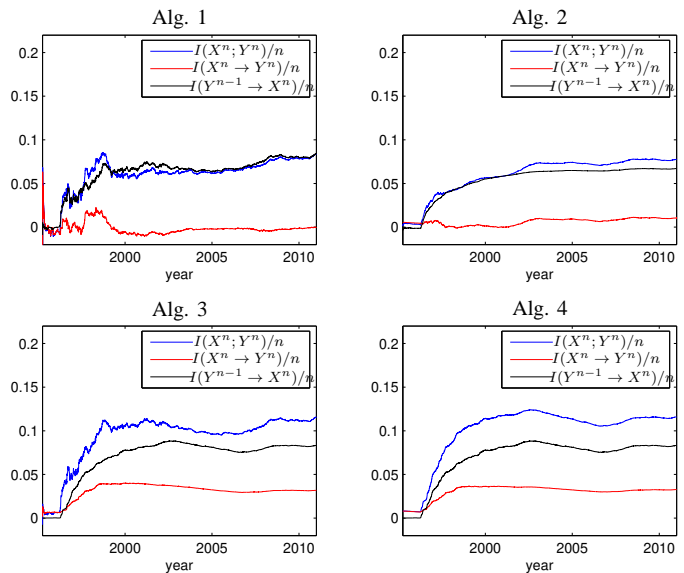 Alg. 1
0.2
0.15
0.1
0.05
0
I(X^n; Y^n)/n
I(X^n → Y^n)/n
I(Y^{n−1} → X^n)/n
2000 2005 2010
year
Alg. 2
0.2
0.15
0.1
0.05
0
I(X^n; Y^n)/n
I(X^n → Y^n)/n
I(Y^{n−1} → X^n)/n
2000 2005 2010
year
Alg. 3
0.2
0.15
0.1
0.05
0
I(X^n; Y^n)/n
I(X^n → Y^n)/n
I(Y^{n−1} → X^n)/n
2000 2005 2010
year
Alg. 4
0.2
0.15
0.1
0.05
0
I(X^n; Y^n)/n
I(X^n → Y^n)/n
I(Y^{n−1} → X^n)/n
2000 2005 2010
year